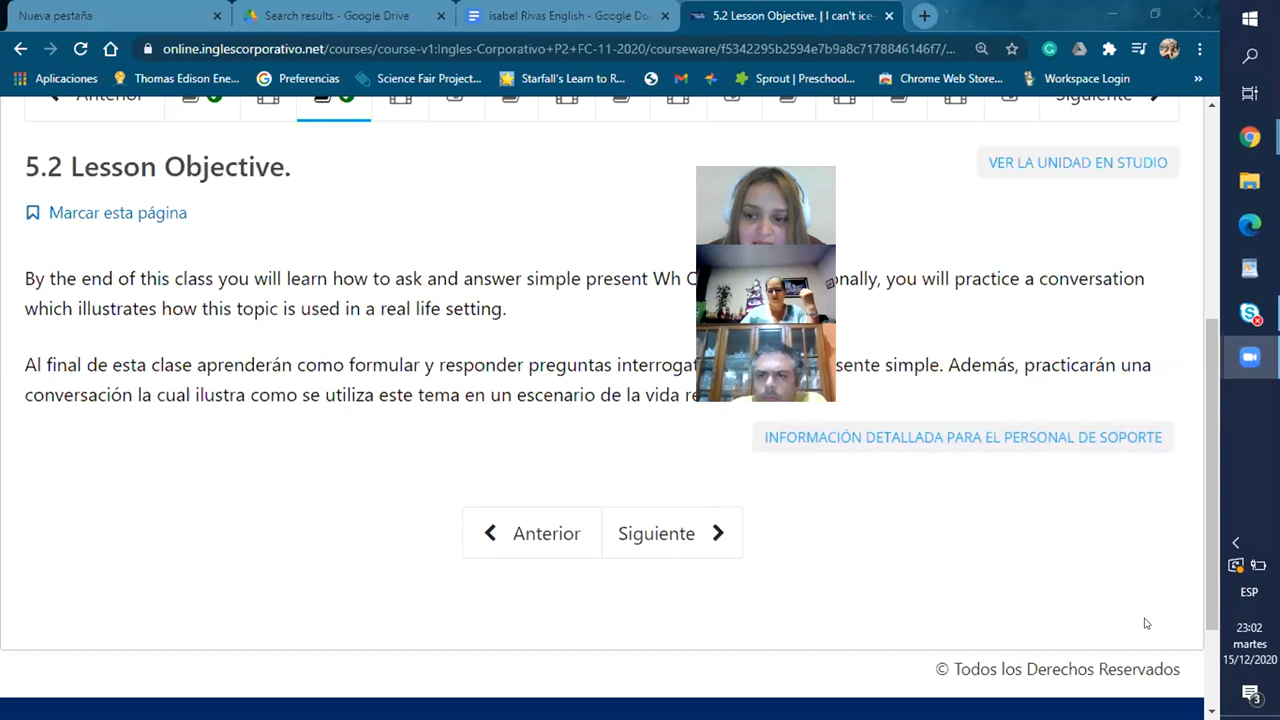 Nueva pestaña
Search results - Google Drive
isabel Rivas English - Google Do
5.2 Lesson Objective. | I can't ice-
online.inglescorporativo.net/courses/course-v1:Ingles-Corporativo+P2+FC-11-2020/courseware/f5342295b2594e7b9a8c7178846146f7/...
Aplicaciones
Thomas Edison Ene...
Preferencias
Science Fair Project...
Starfall's Learn to R...
Sprout | Preschool...
Chrome Web Store...
Workspace Login
»
Anterior
Siguiente
5.2 Lesson Objective.
VER LA UNIDAD EN STUDIO
Marcar esta página
By the end of this class you will learn how to ask and answer simple present Wh onally, you will practice a conversation
which illustrates how this topic is used in a real life setting.
Al final de esta clase aprenderán como formular y responder preguntas interrogat sente simple. Además, practicarán una
conversación la cual ilustra como se utiliza este tema en un escenario de la vida re
INFORMACIÓN DETALLADA PARA EL PERSONAL DE SOPORTE
Anterior
Siguiente
© Todos los Derechos Reservados
ESP
23:02
martes
15/12/2020
3